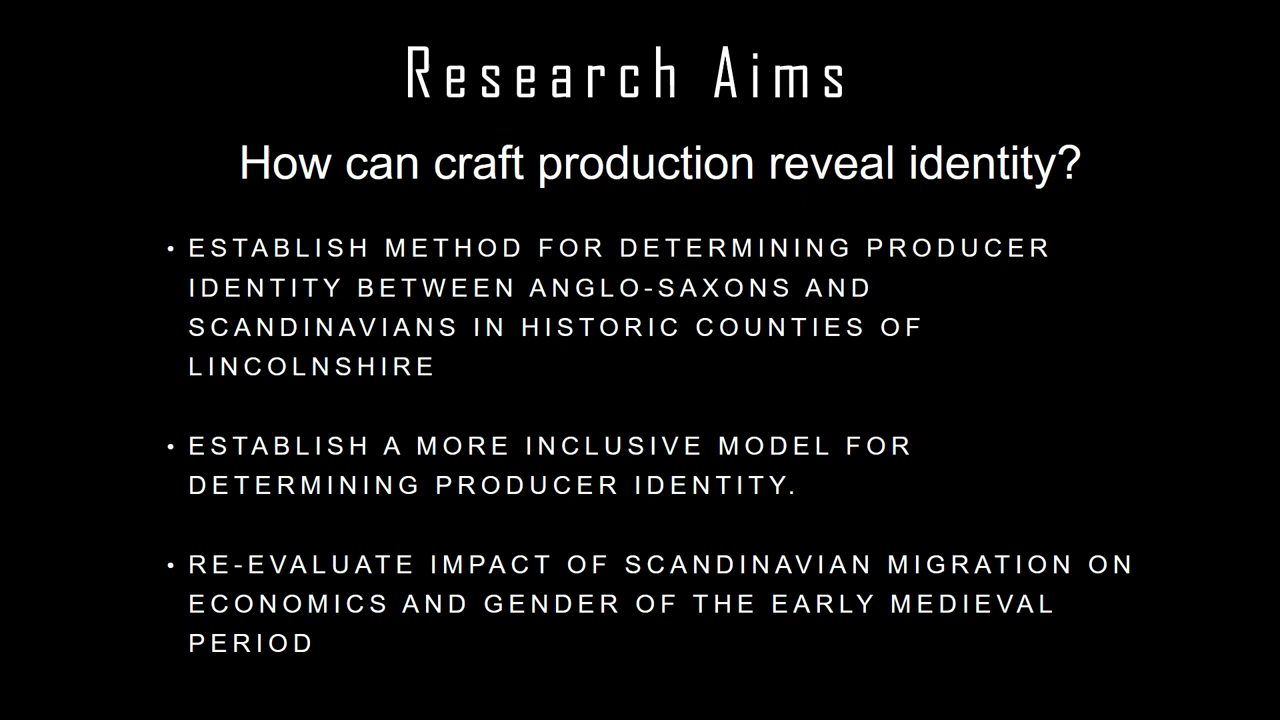 Research Aims
How can craft production reveal identity?
• ESTABLISH METHOD FOR DETERMINING PRODUCER
IDENTITY BETWEEN ANGLO-SAXONS AND
SCANDINAVIANS IN HISTORIC COUNTIES OF
LINCOLNSHIRE
• ESTABLISH A MORE INCLUSIVE MODEL FOR
DETERMINING PRODUCER IDENTITY.
• RE-EVALUATE IMPACT OF SCANDINAVIAN MIGRATION ON
ECONOMICS AND GENDER OF THE EARLY MEDIEVAL
PERIOD